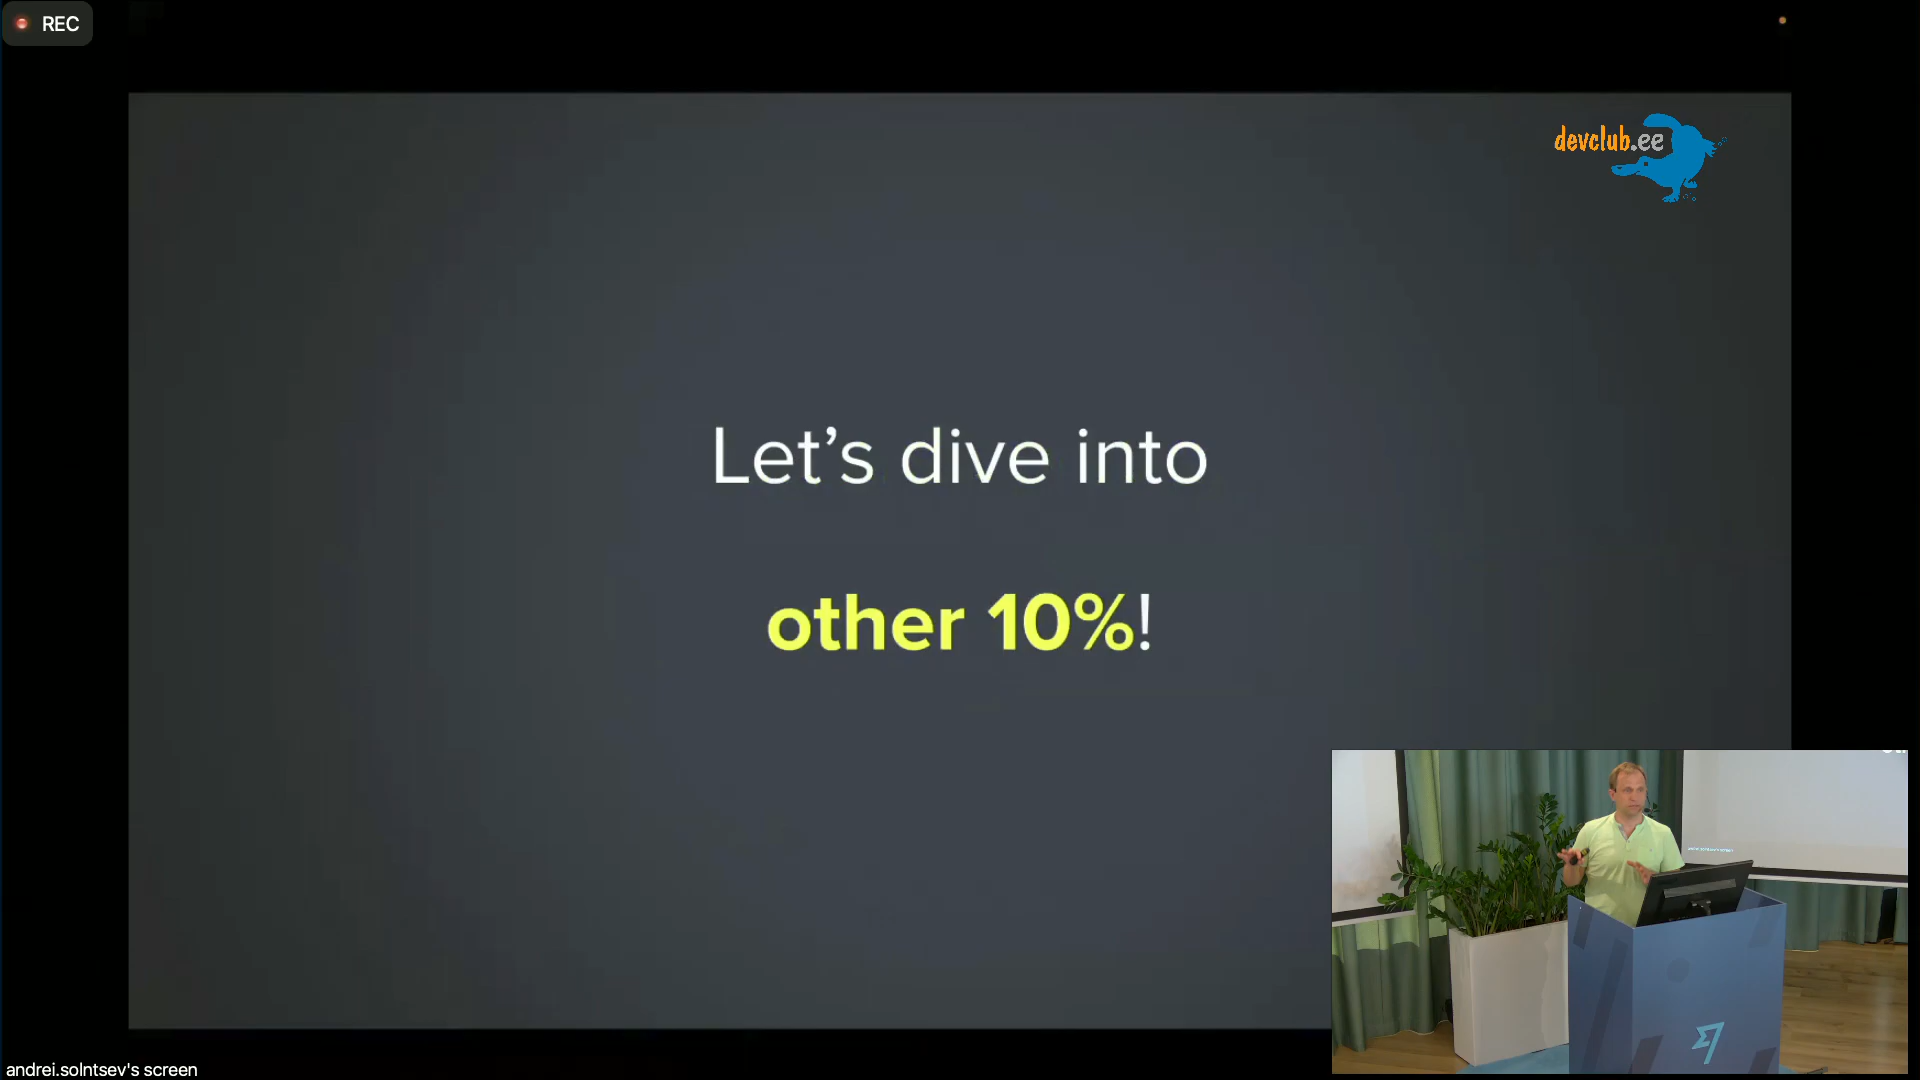 REC
devclub.ee
Let's dive into
other 10%!
andrei.solntsev's screen